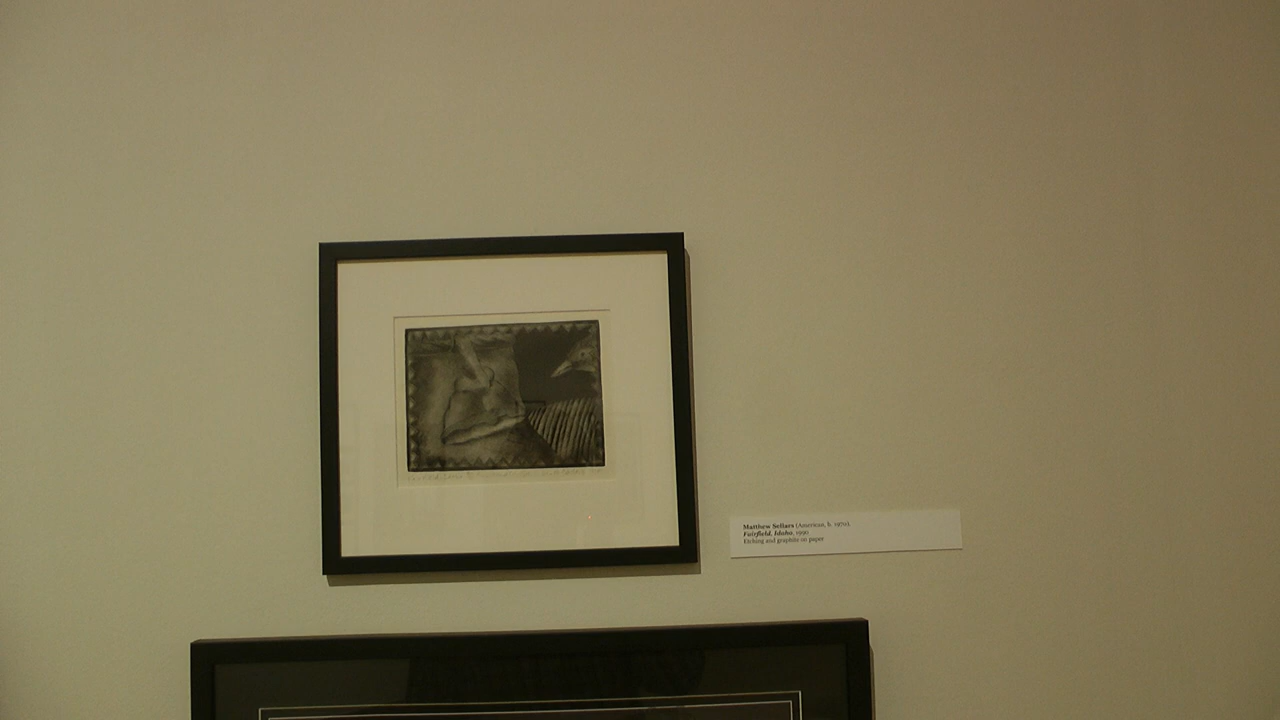 Matthew Sellars (American, b. 1970),
Fairfield, Idaho, 1990
Etching and graphite on paper